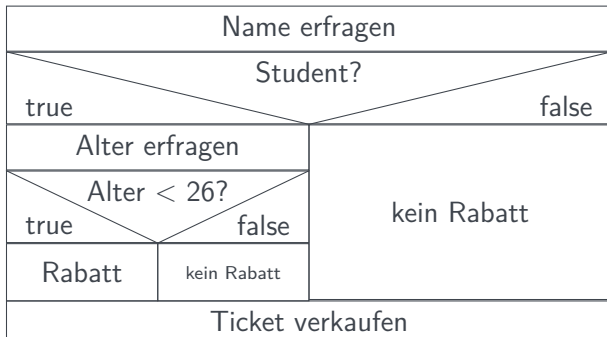 Name erfragen
Student?
true
false
Alter erfragen
Alter < 26?
true
false
kein Rabatt
Rabatt
kein Rabatt
Ticket verkaufen